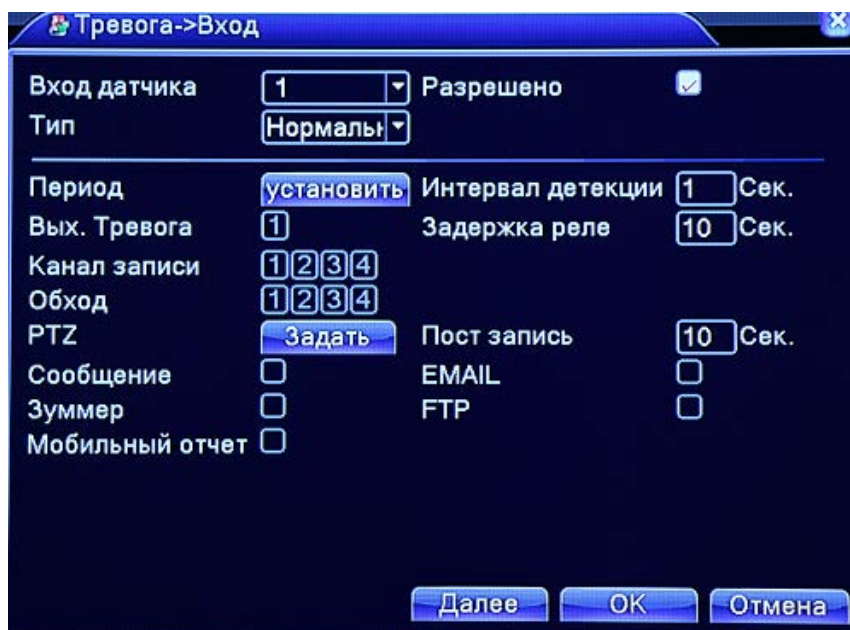 Тревога->Вход
Вход датчика 1 Разрешено
Тип Нормальн
Период установить Интервал детекции 1 Сек.
Вых. Тревога 1 Задержка реле 10 Сек.
Канал записи 1 2 3 4
Обход 1 2 3 4
PTZ Задать Пост запись 10 Сек.
Сообщение EMAIL
Зуммер FTP
Мобильный отчет
Далее OK Отмена